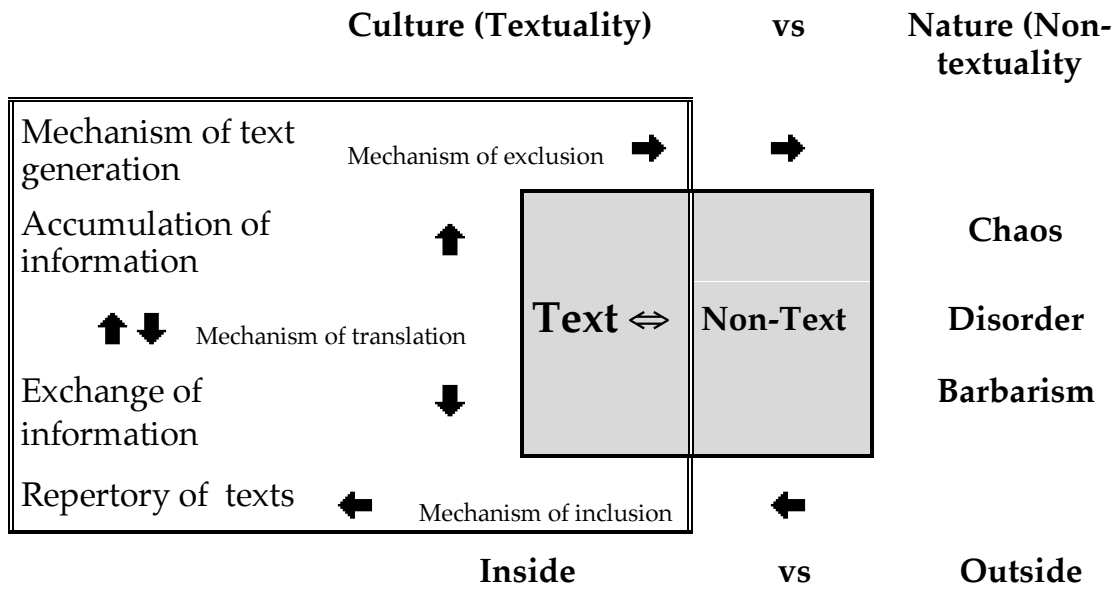 Culture (Textuality) vs Nature (Non-
textuality
Mechanism of text
generation
Mechanism of exclusion
Accumulation of
information
Chaos
Text ⇔ Non-Text
Disorder
Mechanism of translation
Exchange of
information
Barbarism
Repertory of texts
Mechanism of inclusion
Inside vs Outside